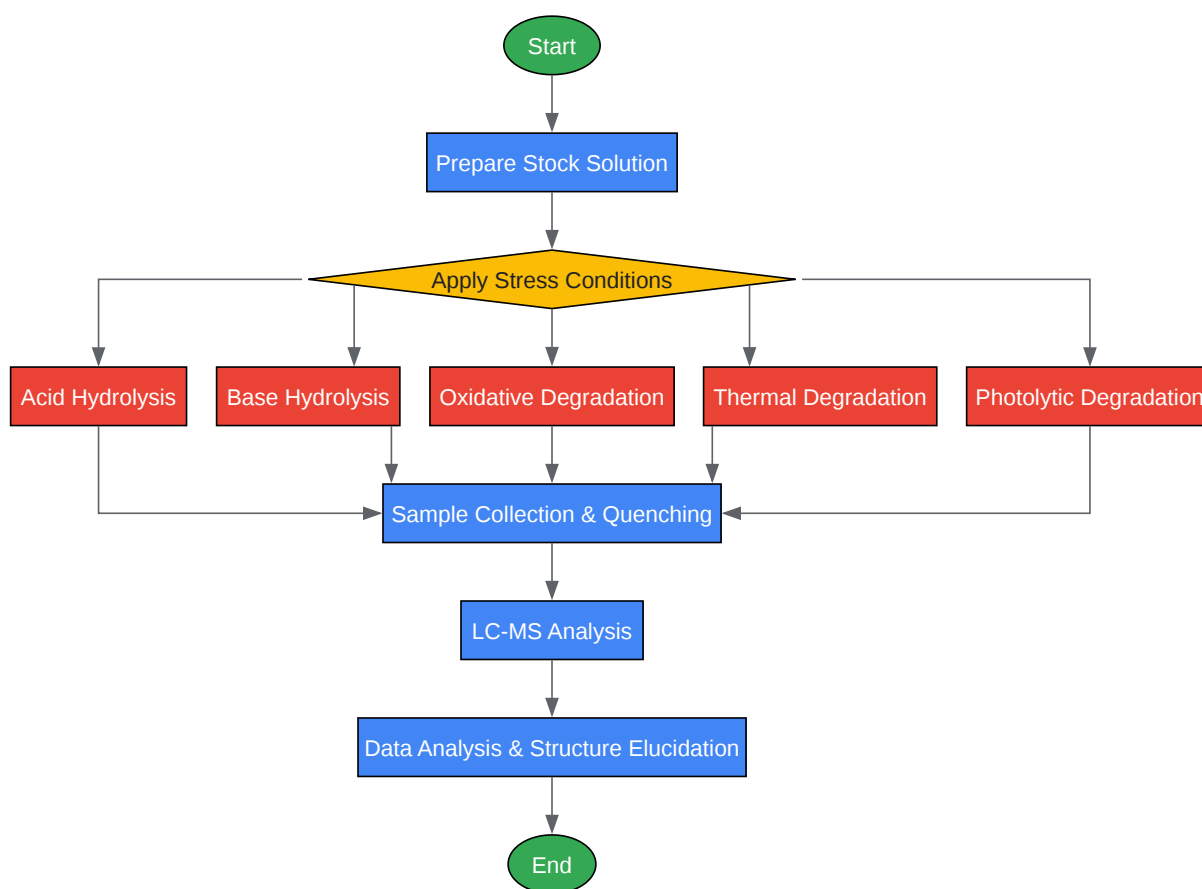 Start
Prepare Stock Solution
Apply Stress Conditions
Acid Hydrolysis
Base Hydrolysis
Oxidative Degradation
Thermal Degradation
Photolytic Degradation
Sample Collection & Quenching
LC-MS Analysis
Data Analysis & Structure Elucidation
End